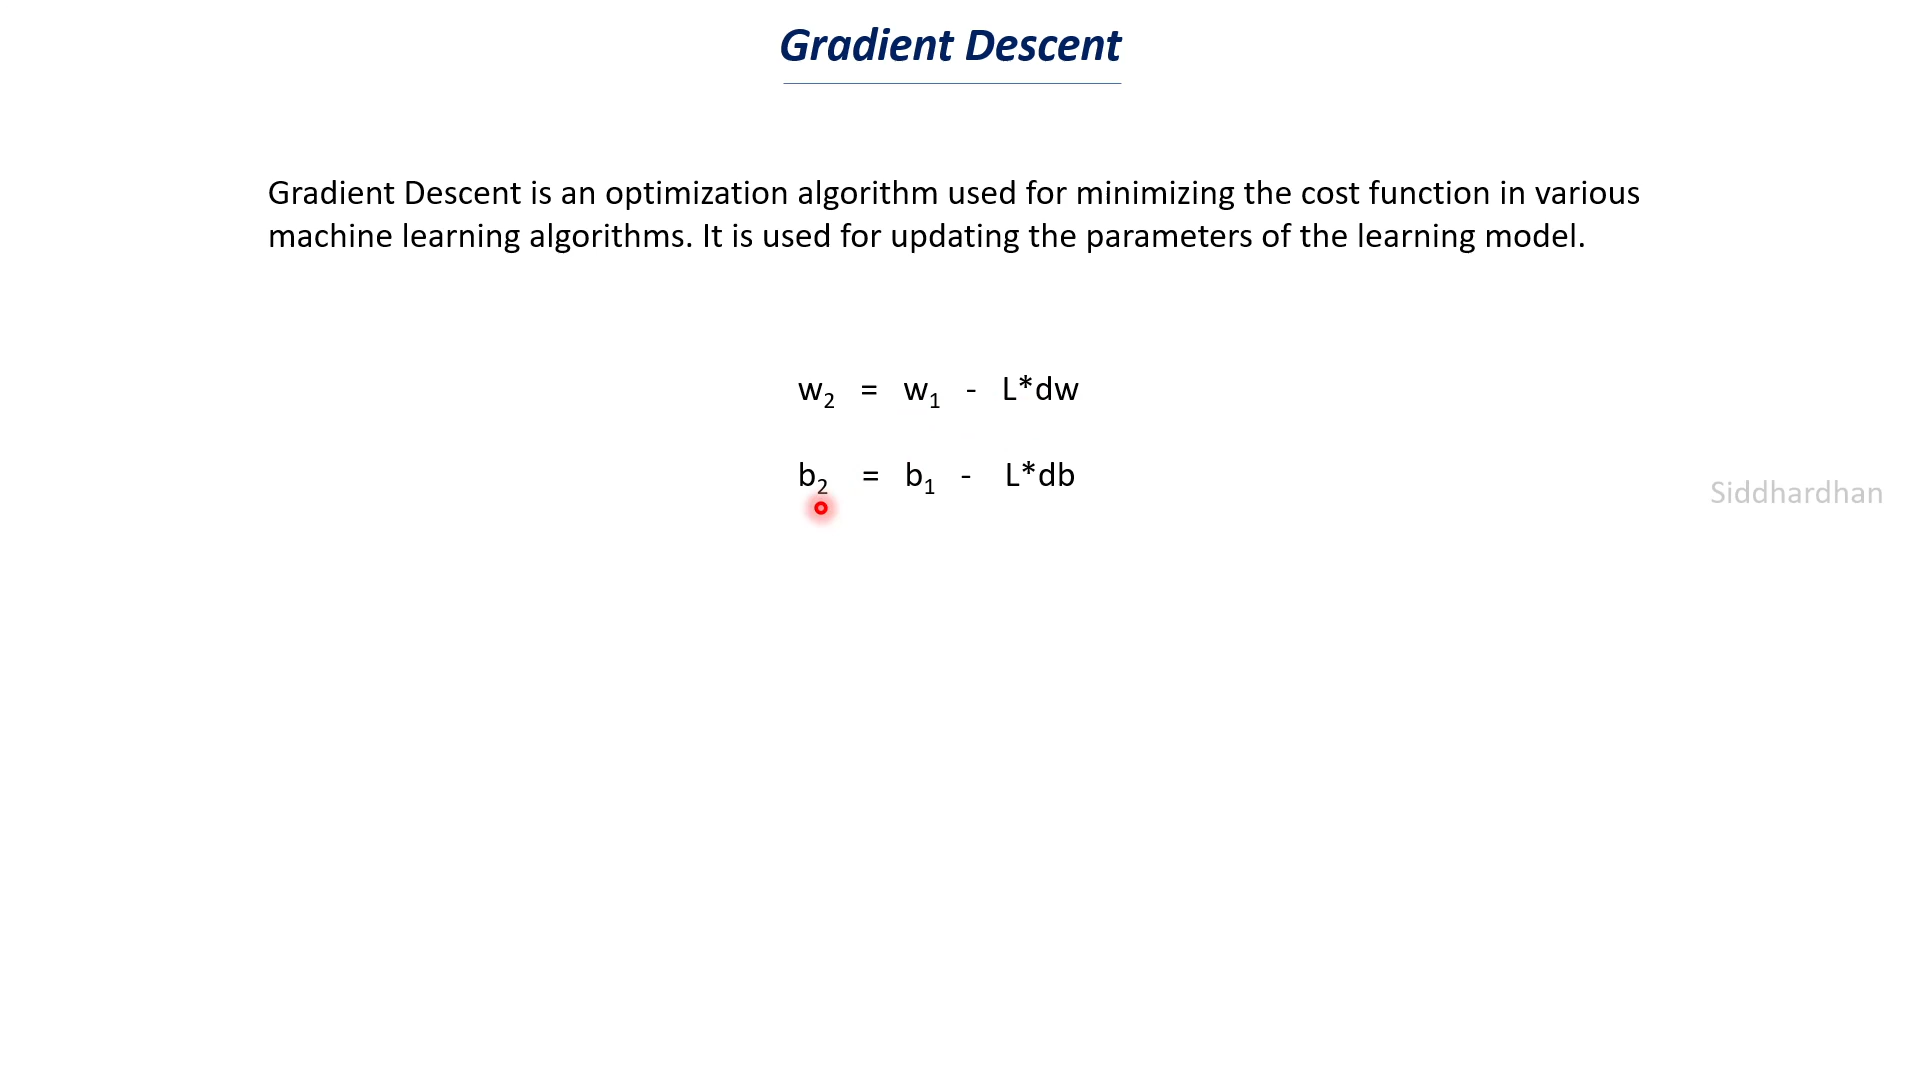 Gradient Descent
Gradient Descent is an optimization algorithm used for minimizing the cost function in various
machine learning algorithms. It is used for updating the parameters of the learning model.
w₂ = w₁ - L*dw
b₂ = b₁ - L*db
Siddhardhan